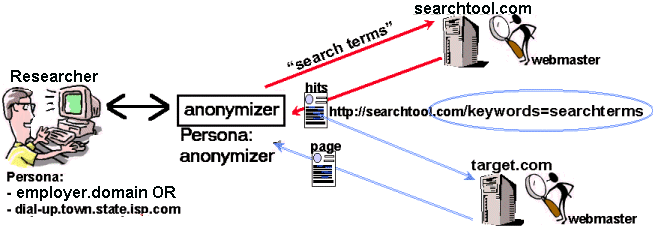 searchtool.com
webmaster
"search terms"
Researcher
hits
anonymizer
http://searchtool.com/keywords=searchterms
Persona:
anonymizer
page
target.com
Persona:
- employer.domain OR
- dial-up.town.state.isp.com
webmaster